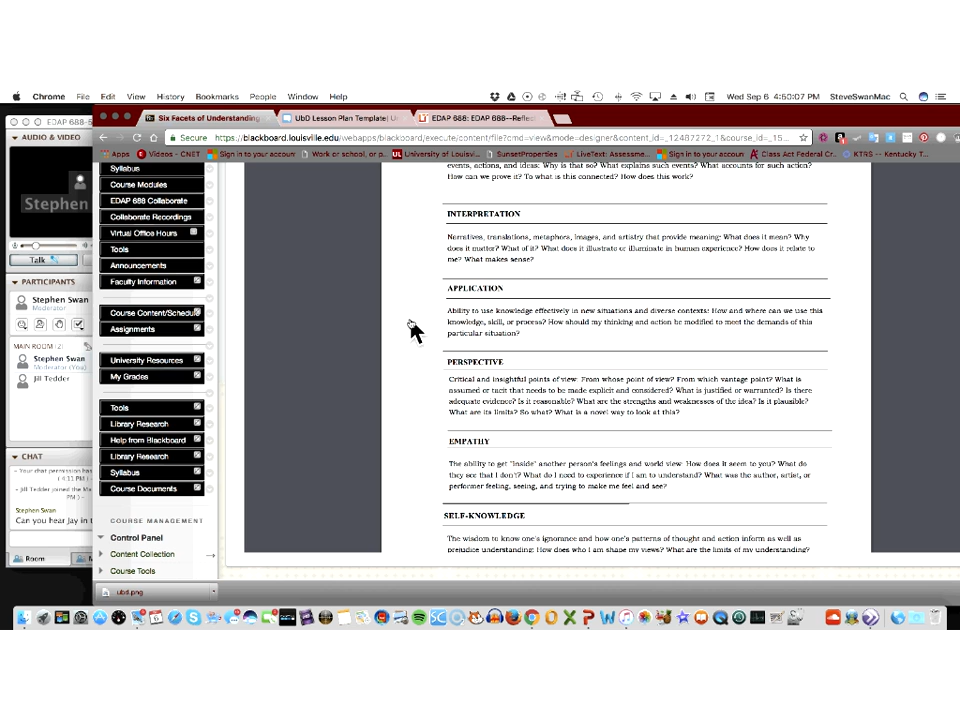 Chrome File Edit View History Bookmarks People Window Help
Wed Sep 6 4:50:07 PM SteveSwanMac
EDAP 688-
Six Facets of Understanding
UbD Lesson Plan Template| U
EDAP 688: EDAP 688--Refle
Secure https://blackboard.louisville.edu/webapps/blackboard/execute/content/file?cmd=view&mode=designer&content_id=_12487272_1&course_id=_15...
Apps
Videos - CNET
Sign in to your account
Work or school, or p...
University of Louisv...
SunsetProperties
LiveText: Assessme...
Sign in to your account
Class Act Federal Cr...
KTRS -- Kentucky T...
AUDIO & VIDEO
Stephen
Talk
PARTICIPANTS
Stephen Swan
Moderator
MAIN ROOM (2)
Stephen Swan
Moderator (You)
Jill Tedder
CHAT
- Your chat permission has
( 4:11 PM ) -
- Jill Tedder joined the Ma
PM ) -
Stephen Swan
Can you hear Jay in t
Room
Syllabus
Course Modules
EDAP 688 Collaborate
Collaborate Recordings
Virtual Office Hours
Tools
Announcements
Faculty Information
Course Content/Schedul
Assignments
University Resources
My Grades
Tools
Library Research
Help from Blackboard
Library Research
Syllabus
Course Documents
COURSE MANAGEMENT
Control Panel
Content Collection
Course Tools
ubd.png
events, actions, and ideas: Why is that so? What explains such events? What accounts for such action?
How can we prove it? To what is this connected? How does this work?
INTERPRETATION
Narratives, translations, metaphors, images, and artistry that provide meaning: What does it mean? Why
does it matter? What of it? What does it illustrate or illuminate in human experience? How does it relate to
me? What makes sense?
APPLICATION
Ability to use knowledge effectively in new situations and diverse contexts: How and where can we use this
knowledge, skill, or process? How should my thinking and action be modified to meet the demands of this
particular situation?
PERSPECTIVE
Critical and insightful points of view: From whose point of view? From which vantage point? What is
assumed or tacit that needs to be made explicit and considered? What is justified or warranted? Is there
adequate evidence? Is it reasonable? What are the strengths and weaknesses of the idea? Is it plausible?
What are its limits? So what? What is a novel way to look at this?
EMPATHY
The ability to get "inside" another person's feelings and world view: How does it seem to you? What do
they see that I don't? What do I need to experience if I am to understand? What was the author, artist, or
performer feeling, seeing, and trying to make me feel and see?
SELF-KNOWLEDGE
The wisdom to know one's ignorance and how one's patterns of thought and action inform as well as
prejudice understanding: How does who I am shape my views? What are the limits of my understanding?